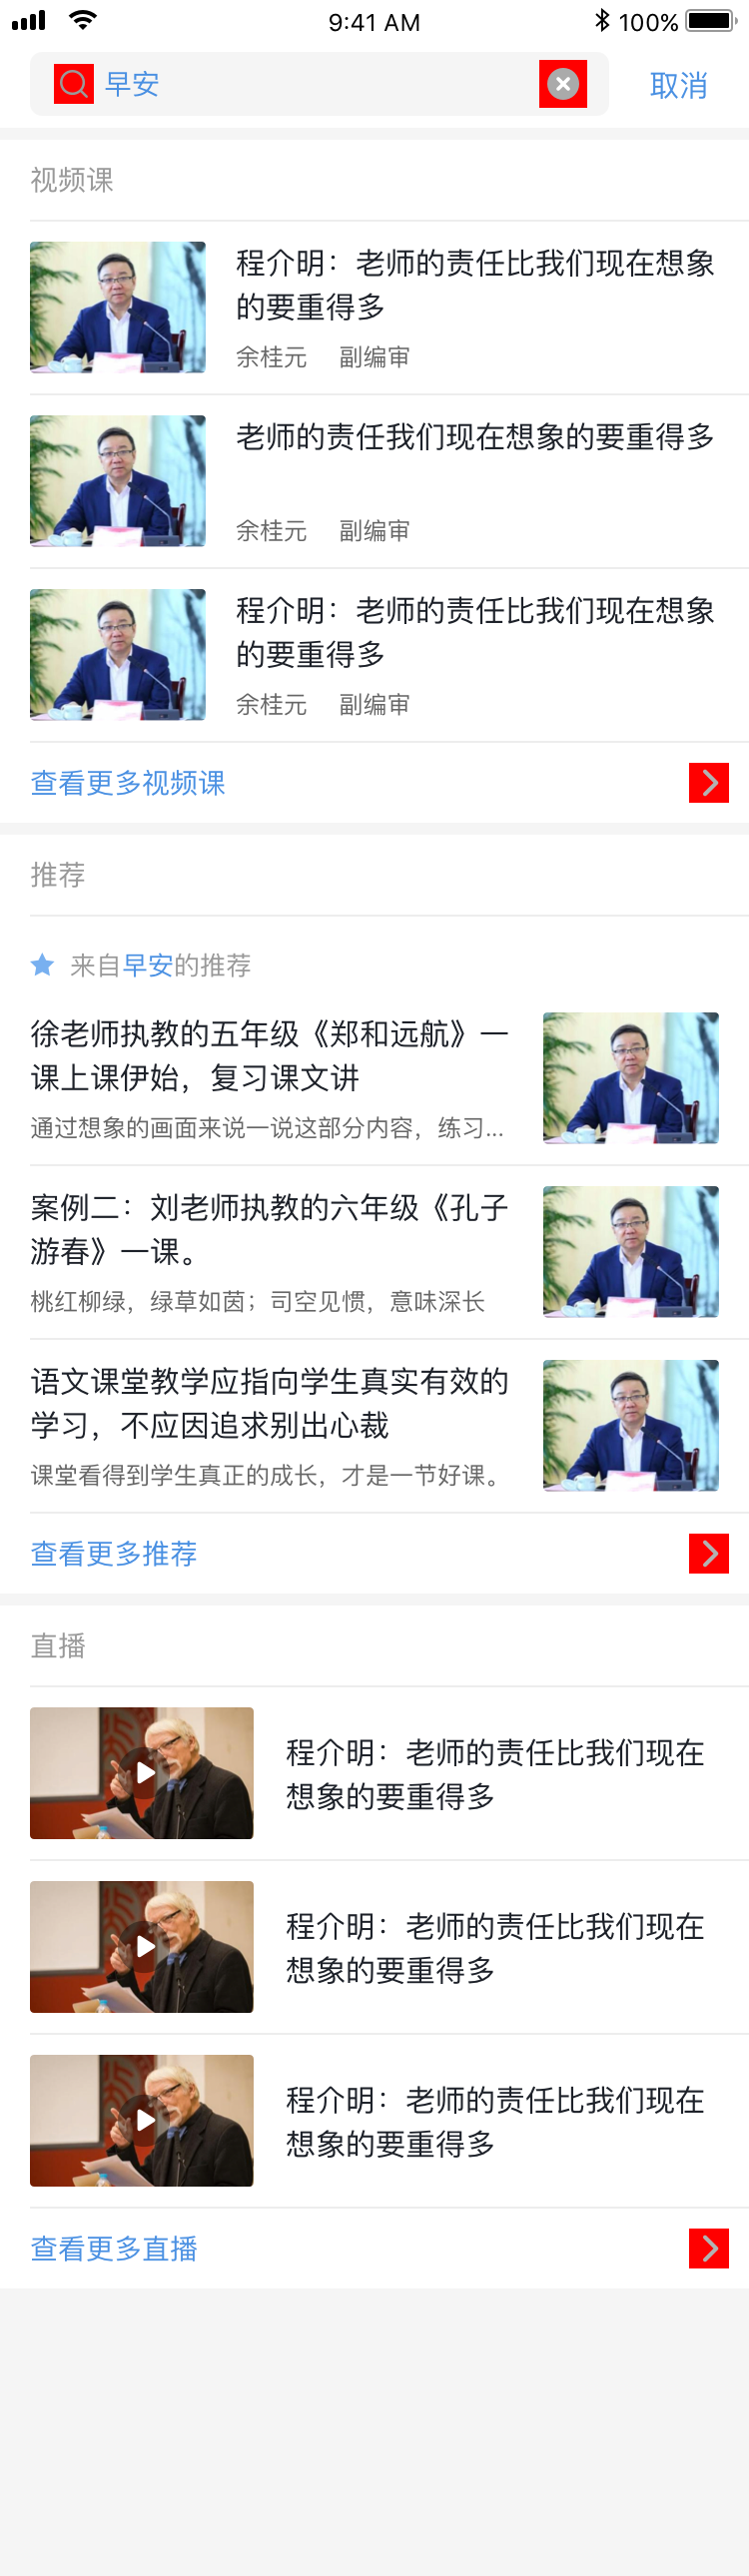 9:41 AM
100%
早安
取消
视频课
程介明：老师的责任比我们现在想象
的要重得多
余桂元 副编审
老师的责任我们现在想象的要重得多
余桂元 副编审
程介明：老师的责任比我们现在想象
的要重得多
余桂元 副编审
查看更多视频课
推荐
来自早安的推荐
徐老师执教的五年级《郑和远航》一
课上课伊始，复习课文讲
通过想象的画面来说一说这部分内容，练习...
案例二：刘老师执教的六年级《孔子
游春》一课。
桃红柳绿，绿草如茵；司空见惯，意味深长
语文课堂教学应指向学生真实有效的
学习，不应因追求别出心裁
课堂看得到学生真正的成长，才是一节好课。
查看更多推荐
直播
程介明：老师的责任比我们现在
想象的要重得多
程介明：老师的责任比我们现在
想象的要重得多
程介明：老师的责任比我们现在
想象的要重得多
查看更多直播